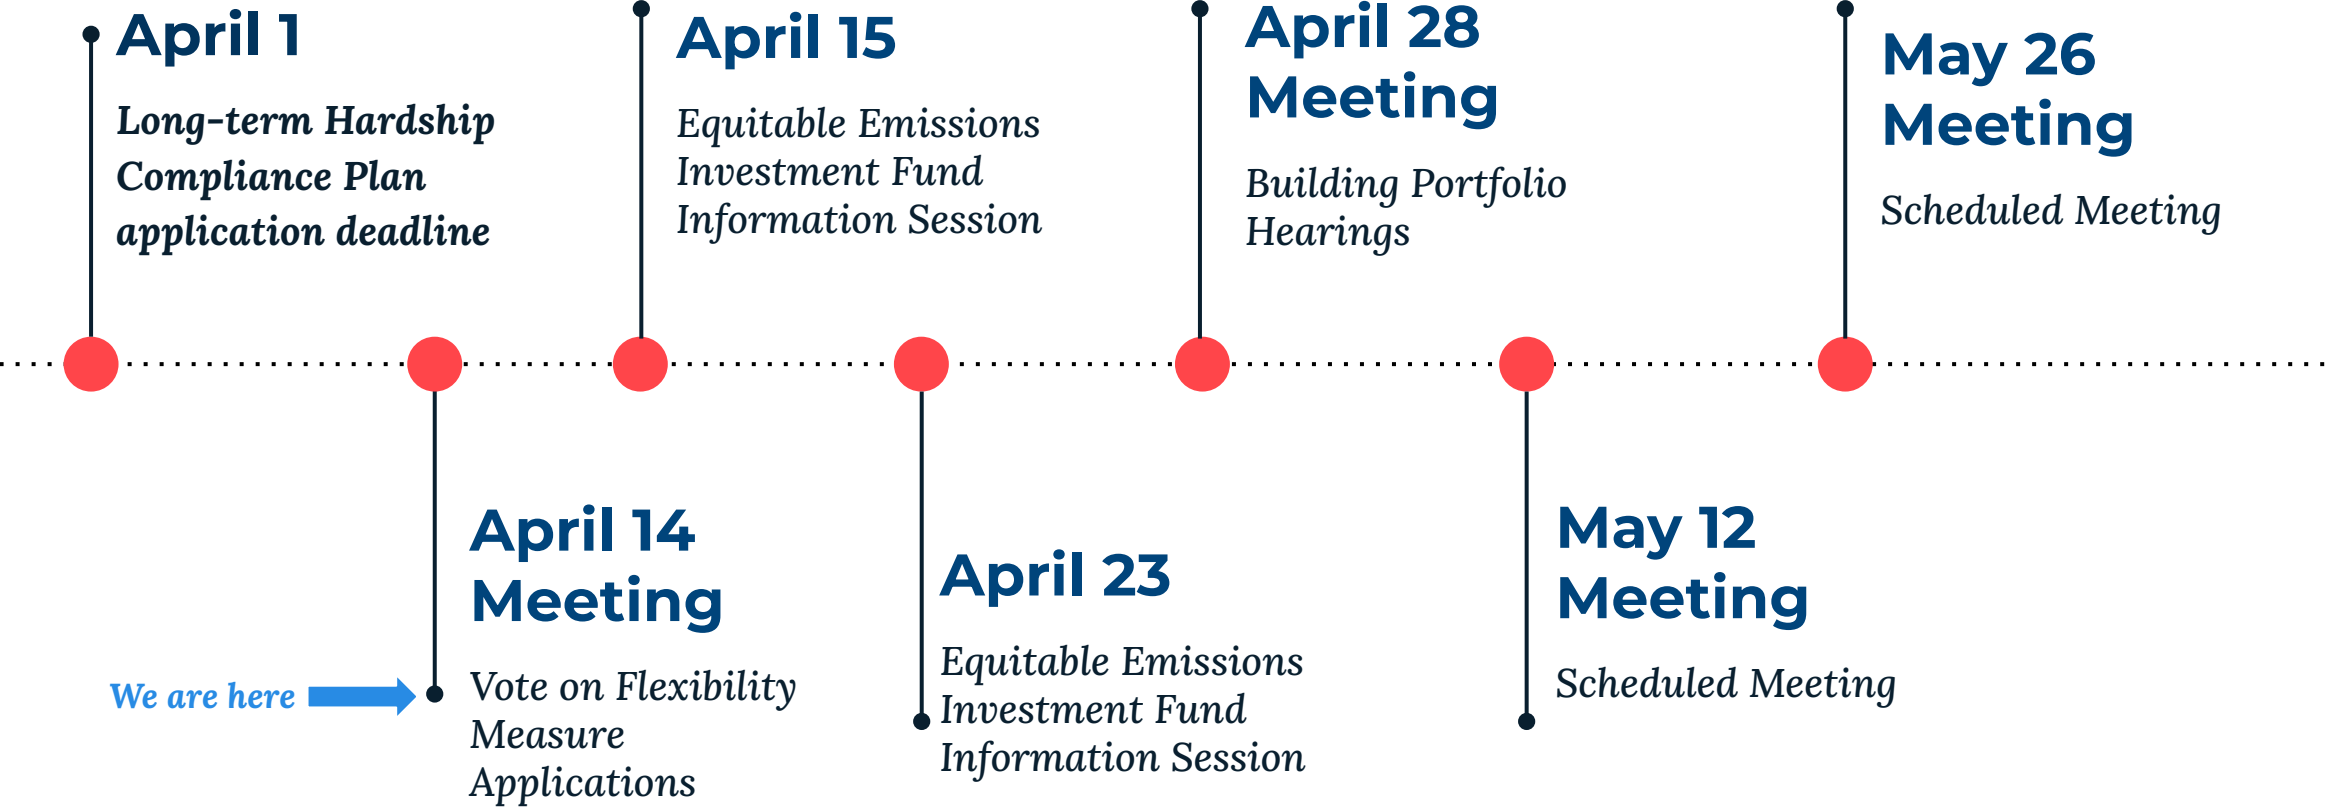 April 1
Long-term Hardship
Compliance Plan
application deadline
April 15
Equitable Emissions
Investment Fund
Information Session
April 28
Meeting
Building Portfolio
Hearings
May 26
Meeting
Scheduled Meeting
We are here
April 14
Meeting
Vote on Flexibility
Measure
Applications
April 23
Equitable Emissions
Investment Fund
Information Session
May 12
Meeting
Scheduled Meeting